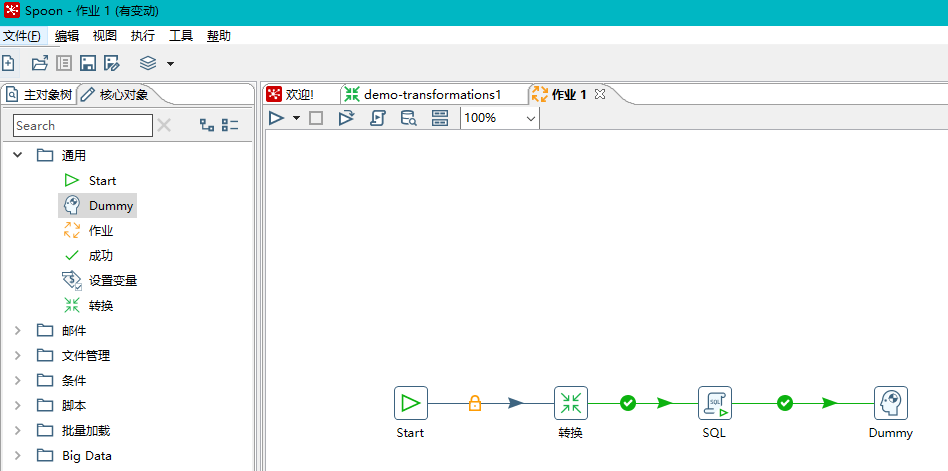 Spoon - 作业 1 (有变动)
文件(F) 编辑 视图 执行 工具 帮助
主对象树 核心对象
欢迎! demo-transformations1 作业 1
Search
100%
通用
Start
Dummy
作业
成功
设置变量
转换
邮件
文件管理
条件
脚本
批量加载
Big Data
SQL
Start 转换 SQL Dummy